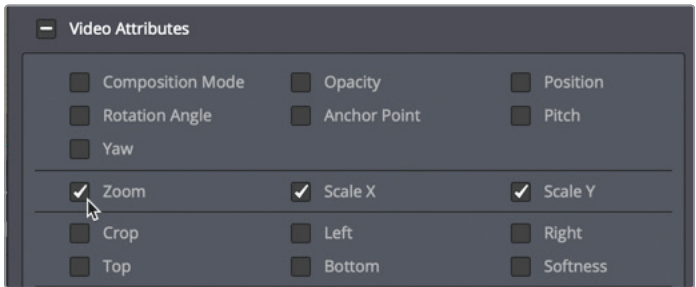 Video Attributes
Composition Mode Opacity Position
Rotation Angle Anchor Point Pitch
Yaw
Zoom Scale X Scale Y
Crop Left Right
Top Bottom Softness